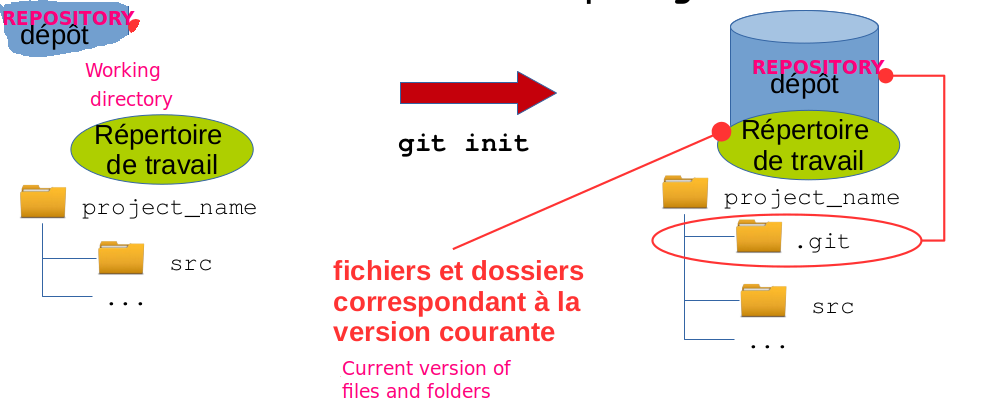 REPOSITORY
dépôt
Working
directory
Répertoire
de travail
project_name
src
...
git init
fichiers et dossiers
correspondant à la
version courante
Current version of
files and folders
REPOSITORY
dépôt
Répertoire
de travail
project_name
.git
src
...